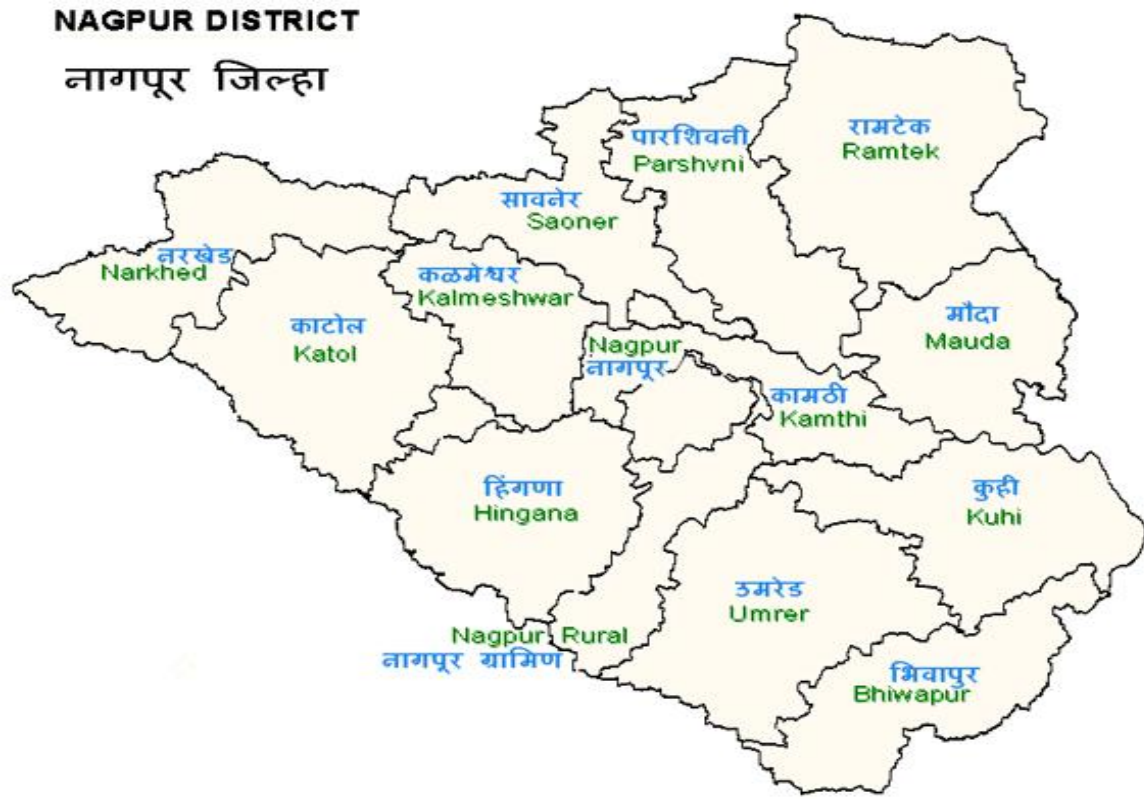 NAGPUR DISTRICT
नागपूर जिल्हा
रामटेक
Ramtek
पारशिवनी
Parshvni
सावनेर
Saoner
नरखेड
Narkhed
कळमेश्वर
Kalmeshwar
काटोल
Katol
मौदा
Mauda
Nagpur
नागपूर
कामठी
Kamthi
हिंगणा
Hingana
कुही
Kuhi
उमरेड
Umrer
Nagpur Rural
नागपूर ग्रामिण
भिवापुर
Bhiwapur